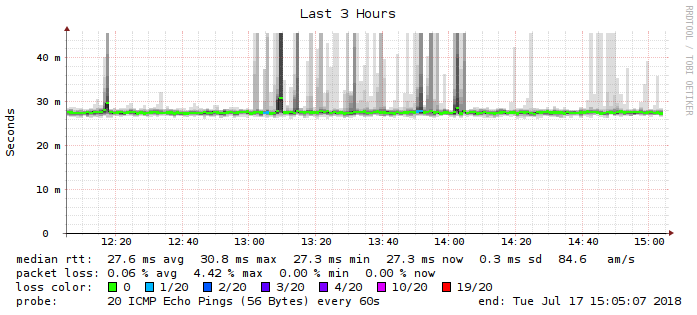 Last 3 Hours
RRDTOOL / TOBI OETIKER
Seconds
40 m
30 m
20 m
10 m
0
12:20 12:40 13:00 13:20 13:40 14:00 14:20 14:40 15:00
median rtt: 27.6 ms avg 30.8 ms max 27.3 ms min 27.3 ms now 0.3 ms sd 84.6 am/s
packet loss: 0.06 % avg 4.42 % max 0.00 % min 0.00 % now
loss color: 0 1/20 2/20 3/20 4/20 10/20 19/20
probe: 20 ICMP Echo Pings (56 Bytes) every 60s end: Tue Jul 17 15:05:07 2018